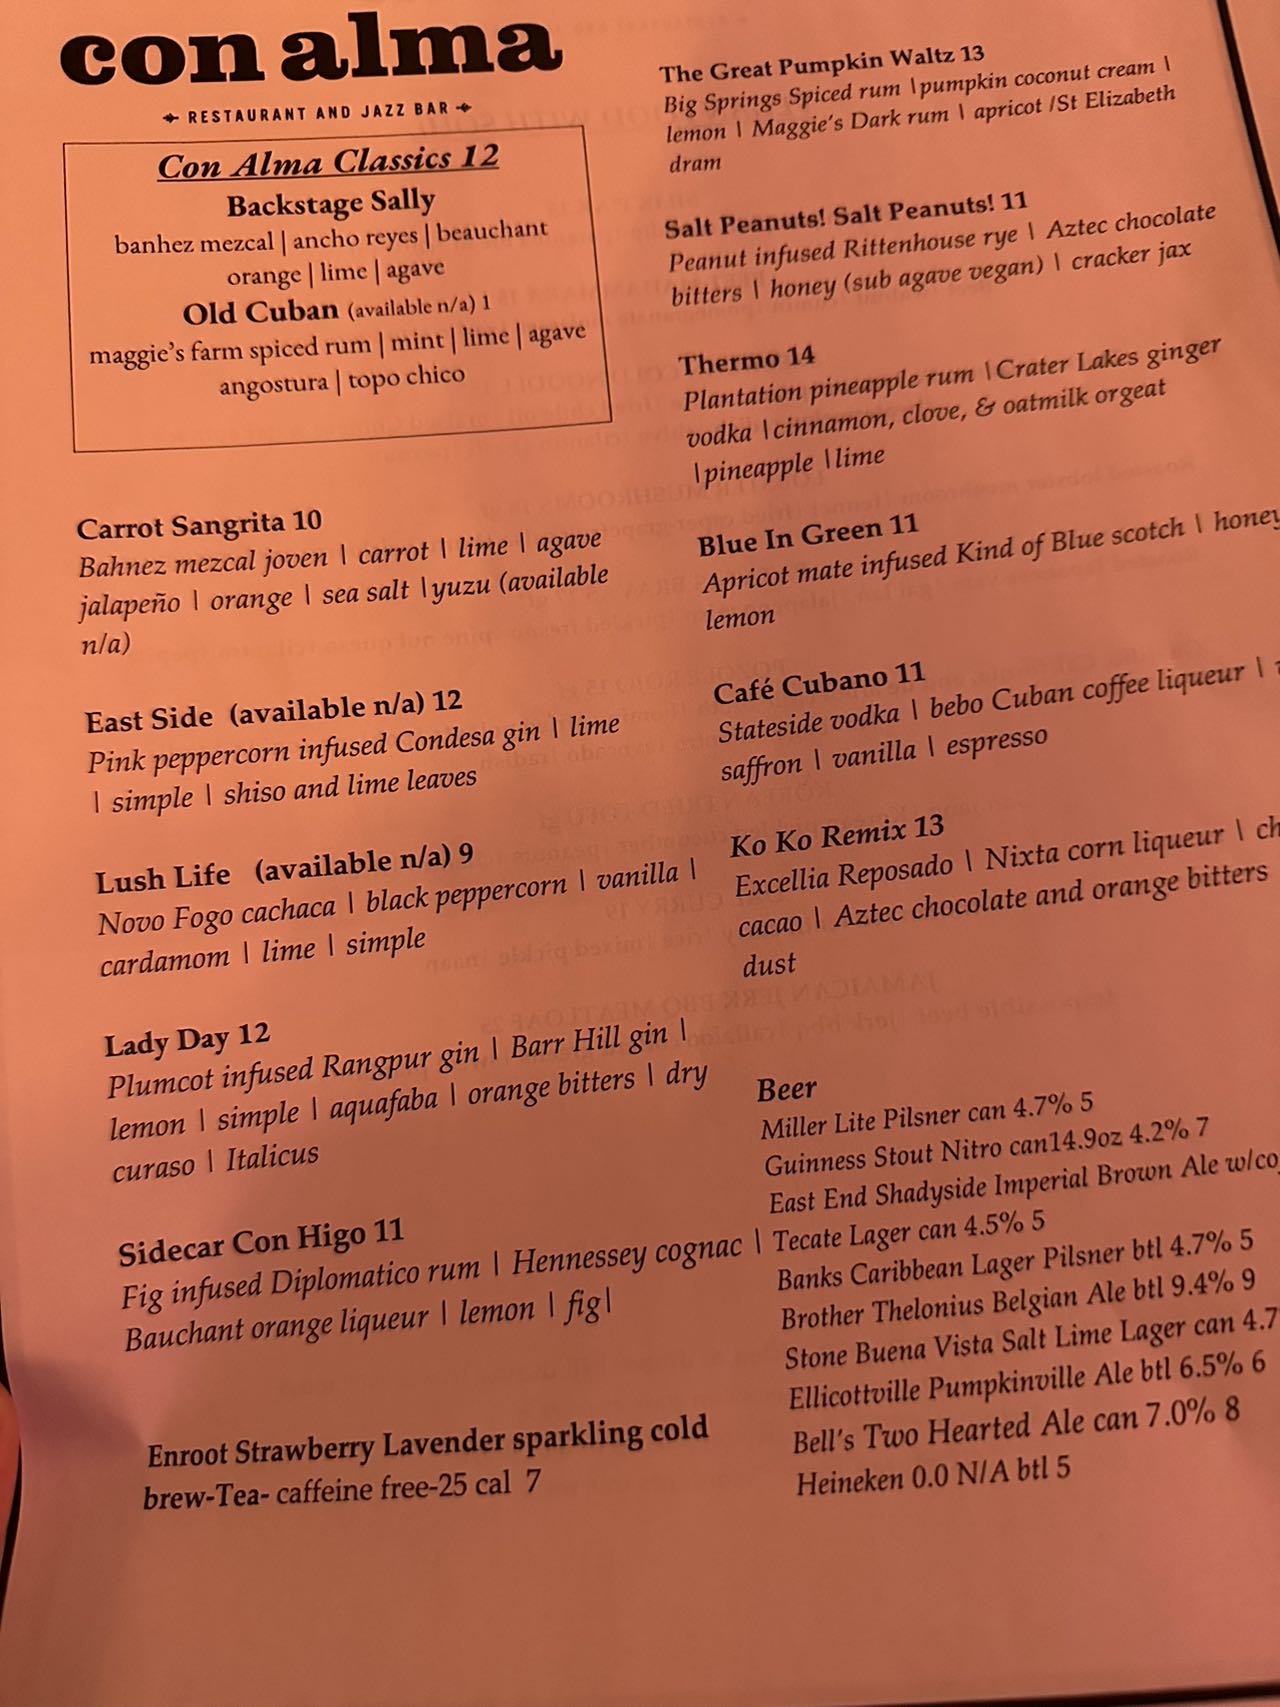 con alma
RESTAURANT AND JAZZ BAR
Con Alma Classics 12
Backstage Sally
banhez mezcal | ancho reyes | beauchant
orange | lime | agave
Old Cuban (available n/a) 1
maggie's farm spiced rum | mint | lime | agave
angostura | topo chico
Carrot Sangrita 10
Bahnez mezcal joven | carrot | lime | agave
jalapeño | orange | sea salt |yuzu (available
n/a)
East Side (available n/a) 12
Pink peppercorn infused Condesa gin | lime
| simple | shiso and lime leaves
Lush Life (available n/a) 9
Novo Fogo cachaca | black peppercorn | vanilla |
cardamom | lime | simple
Lady Day 12
Plumcot infused Rangpur gin | Barr Hill gin |
lemon | simple | aquafaba | orange bitters | dry
curaso | Italicus
Sidecar Con Higo 11
Fig infused Diplomatico rum | Hennessey cognac |
Bauchant orange liqueur | lemon | fig|
Enroot Strawberry Lavender sparkling cold
brew-Tea- caffeine free-25 cal 7
The Great Pumpkin Waltz 13
Big Springs Spiced rum |pumpkin coconut cream |
lemon | Maggie's Dark rum | apricot /St Elizabeth
dram
Salt Peanuts! Salt Peanuts! 11
Peanut infused Rittenhouse rye | Aztec chocolate
bitters | honey (sub agave vegan) | cracker jax
Thermo 14
Plantation pineapple rum |Crater Lakes ginger
vodka |cinnamon, clove, & oatmilk orgeat
|pineapple |lime
Blue In Green 11
Apricot mate infused Kind of Blue scotch | honey
lemon
Café Cubano 11
Stateside vodka | bebo Cuban coffee liqueur |
saffron | vanilla | espresso
Ko Ko Remix 13
Excellia Reposado | Nixta corn liqueur | ch
cacao | Aztec chocolate and orange bitters
dust
Beer
Miller Lite Pilsner can 4.7% 5
Guinness Stout Nitro can14.9oz 4.2% 7
East End Shadyside Imperial Brown Ale w/co
Tecate Lager can 4.5% 5
Banks Caribbean Lager Pilsner btl 4.7% 5
Brother Thelonius Belgian Ale btl 9.4% 9
Stone Buena Vista Salt Lime Lager can 4.7
Ellicottville Pumpkinville Ale btl 6.5% 6
Bell's Two Hearted Ale can 7.0% 8
Heineken 0.0 N/A btl 5